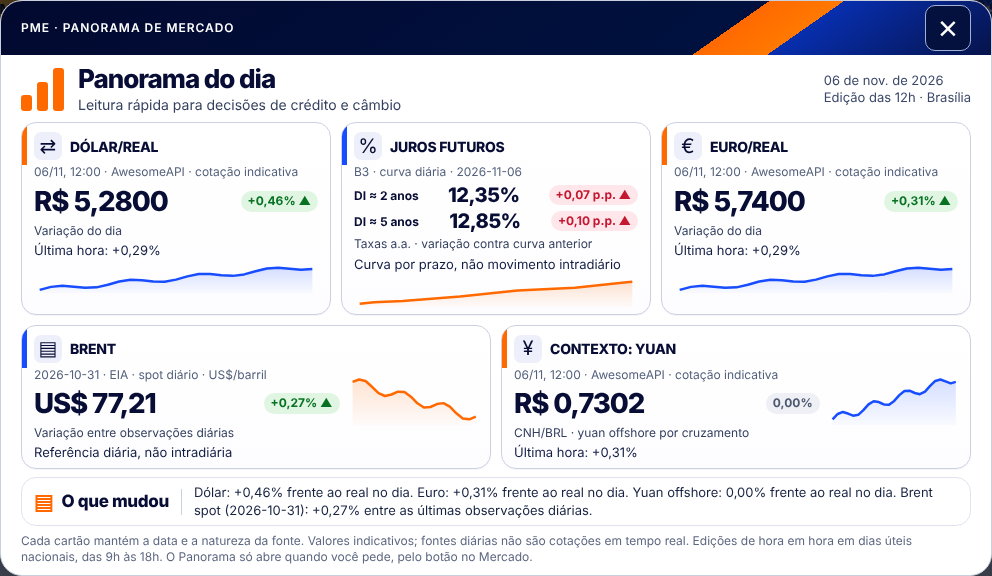 PME · PANORAMA DE MERCADO
Panorama do dia
Leitura rápida para decisões de crédito e câmbio
06 de nov. de 2026
Edição das 12h · Brasília
⇄ DÓLAR/REAL
06/11, 12:00 · AwesomeAPI · cotação indicativa
R$ 5,2800 +0,46% ▲
Variação do dia
Última hora: +0,29%
% JUROS FUTUROS
B3 · curva diária · 2026-11-06
DI ≈ 2 anos 12,35% +0,07 p.p. ▲
DI ≈ 5 anos 12,85% +0,10 p.p. ▲
Taxas a.a. · variação contra curva anterior
Curva por prazo, não movimento intradiário
€ EURO/REAL
06/11, 12:00 · AwesomeAPI · cotação indicativa
R$ 5,7400 +0,31% ▲
Variação do dia
Última hora: +0,29%
▤ BRENT
2026-10-31 · EIA · spot diário · US$/barril
US$ 77,21 +0,27% ▲
Variação entre observações diárias
Referência diária, não intradiária
¥ CONTEXTO: YUAN
06/11, 12:00 · AwesomeAPI · cotação indicativa
R$ 0,7302 0,00%
CNH/BRL · yuan offshore por cruzamento
Última hora: +0,31%
▤ O que mudou
Dólar: +0,46% frente ao real no dia. Euro: +0,31% frente ao real no dia. Yuan offshore: 0,00% frente ao real no dia. Brent
spot (2026-10-31): +0,27% entre as últimas observações diárias.
Cada cartão mantém a data e a natureza da fonte. Valores indicativos; fontes diárias não são cotações em tempo real. Edições de hora em hora em dias úteis
nacionais, das 9h às 18h. O Panorama só abre quando você pede, pelo botão no Mercado.